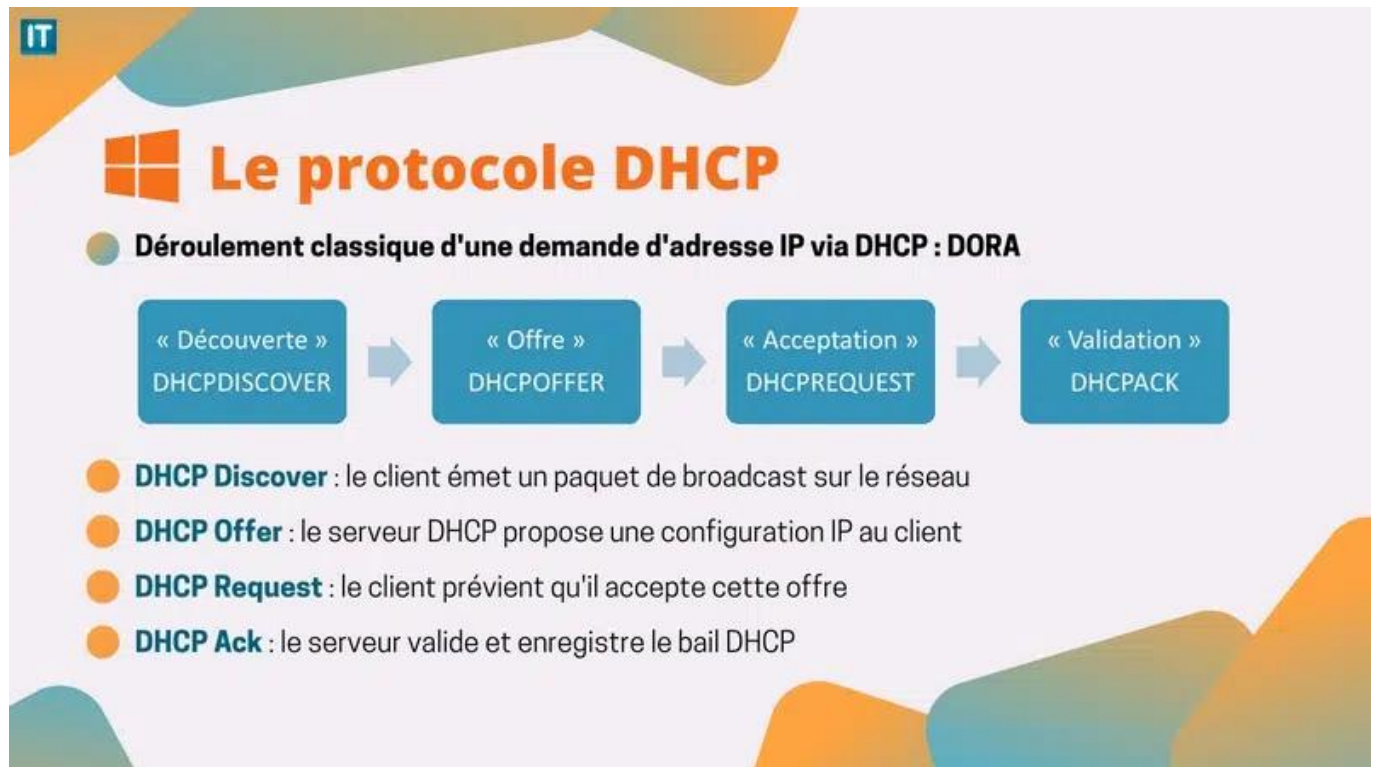 IT
Le protocole DHCP
Déroulement classique d'une demande d'adresse IP via DHCP : DORA
« Découverte »
DHCPDISCOVER
« Offre »
DHCPOFFER
« Acceptation »
DHCPREQUEST
« Validation »
DHCPACK
DHCP Discover : le client émet un paquet de broadcast sur le réseau
DHCP Offer : le serveur DHCP propose une configuration IP au client
DHCP Request : le client prévient qu'il accepte cette offre
DHCP Ack : le serveur valide et enregistre le bail DHCP